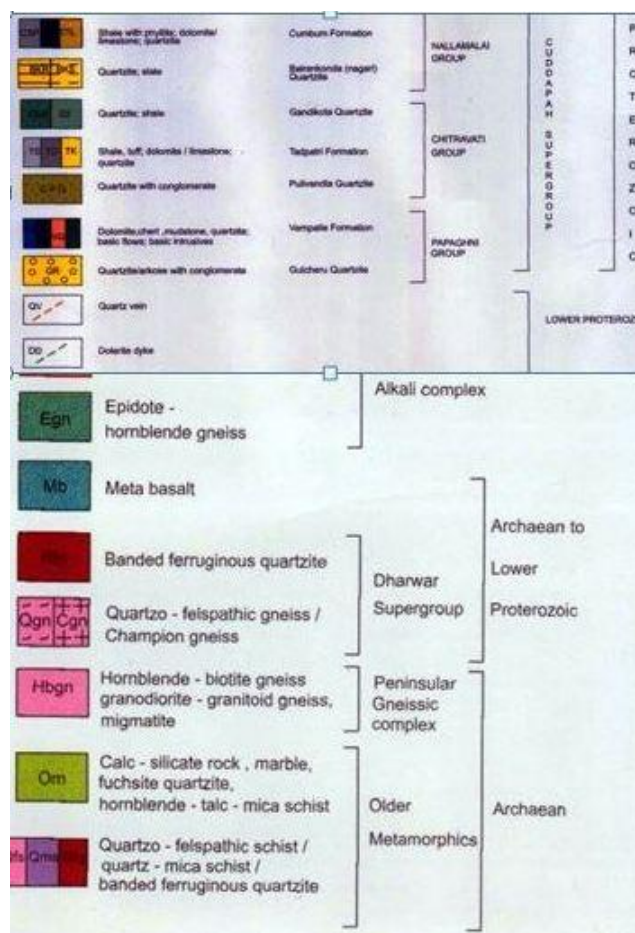 Shale with phyllite; dolomite/ Cumbum Formation NALLAMALAI
limestone; quartzite GROUP
Quartzite; slate Bairenkonda (nagari)
Quartzite
Quartzite; shale Gandikota Quartzite
CHITRAVATI
GROUP
TS TD TK Shale, tuff, dolomite / limestone; Tadpatri Formation
quartzite
Quartzite with conglomerate Pulivendla Quartzite
Dolomite,chert ,mudstone, quartzite; Vempalle Formation
basic flows; basic intrusives
PAPAGHNI
GROUP
GR Quartzite/arkose with conglomerate Gulcheru Quartzite
CUDDAPAH SUPERGROUP
PROTEROZOIC
QV Quartz vein
LOWER PROTEROZ
DD Dolerite dyke
Alkali complex
Egn Epidote -
hornblende gneiss
Mb Meta basalt
Archaean to
Lower
Proterozoic
Banded ferruginous quartzite
Dharwar
Supergroup
Qgn Cgn Quartzo - felspathic gneiss /
Champion gneiss
Hbgn Hornblende - biotite gneiss
granodiorite - granitoid gneiss,
migmatite
Peninsular
Gneissic
complex
Om Calc - silicate rock , marble,
fuchsite quartzite,
hornblende - talc - mica schist
Older
Metamorphics
Archaean
Qms Quartzo - felspathic schist /
quartz - mica schist /
banded ferruginous quartzite